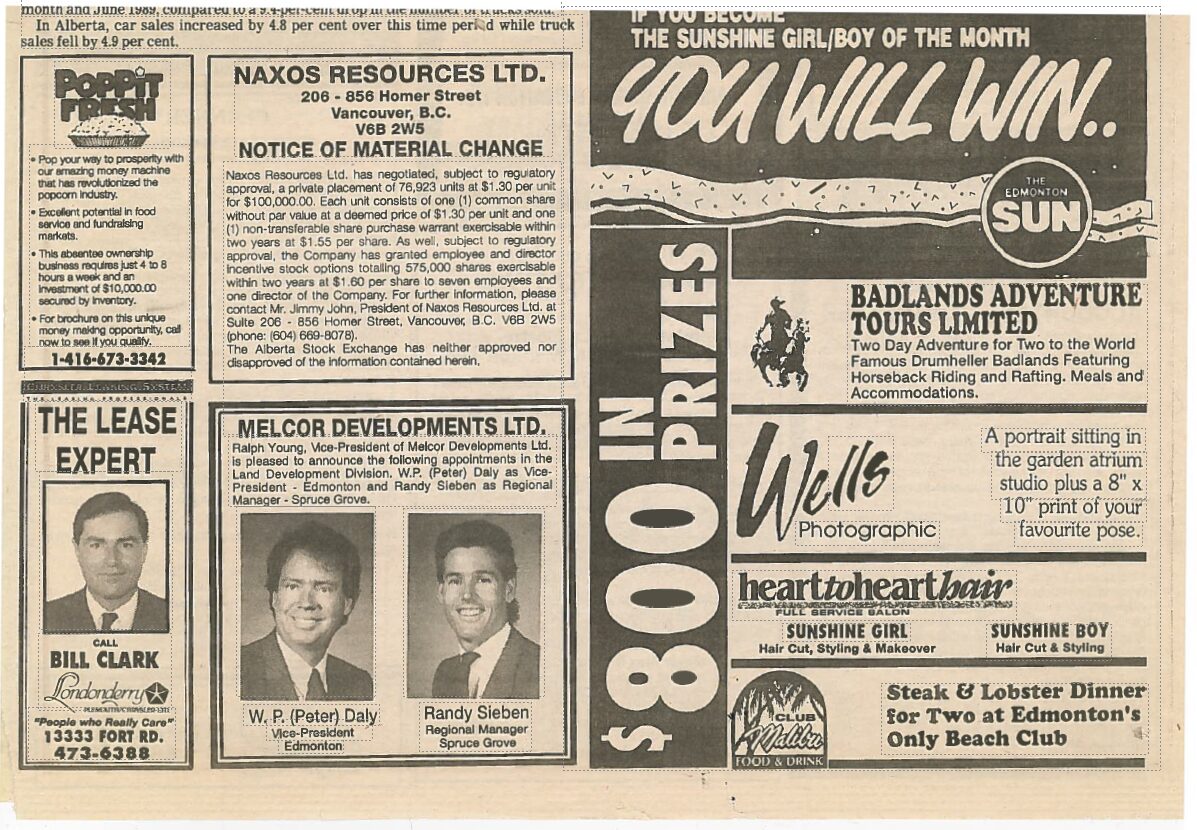 month and June 1989, compared to a 9.4-per-cent drop in the number of trucks sold.
In Alberta, car sales increased by 4.8 per cent over this time period while truck
sales fell by 4.9 per cent.
POPPIT
FRESH
• Pop your way to prosperity with
our amazing money machine
that has revolutionized the
popcorn industry.
• Excellent potential in food
service and fundraising
markets.
• This absentee ownership
business requires just 4 to 8
hours a week and an
investment of $10,000.00
secured by inventory.
• For brochure on this unique
money making opportunity, call
now to see if you qualify.
1-416-673-3342
CHRYSLER LEASING SYSTEM
THE LEASING PROFESSIONALS
THE LEASE
EXPERT
CALL
BILL CLARK
Londonderry
PLYMOUTH CHRYSLER LTD.
"People who Really Care"
13333 FORT RD.
473-6388
NAXOS RESOURCES LTD.
206 - 856 Homer Street
Vancouver, B.C.
V6B 2W5
NOTICE OF MATERIAL CHANGE
Naxos Resources Ltd. has negotiated, subject to regulatory
approval, a private placement of 76,923 units at $1.30 per unit
for $100,000.00. Each unit consists of one (1) common share
without par value at a deemed price of $1.30 per unit and one
(1) non-transferable share purchase warrant exercisable within
two years at $1.55 per share. As well, subject to regulatory
approval, the Company has granted employee and director
incentive stock options totalling 575,000 shares exercisable
within two years at $1.60 per share to seven employees and
one director of the Company. For further information, please
contact Mr. Jimmy John, President of Naxos Resources Ltd. at
Suite 206 - 856 Homer Street, Vancouver, B.C. V6B 2W5
(phone: (604) 669-8078).
The Alberta Stock Exchange has neither approved nor
disapproved of the information contained herein.
MELCOR DEVELOPMENTS LTD.
Ralph Young, Vice-President of Melcor Developments Ltd.
is pleased to announce the following appointments in the
Land Development Division, W.P. (Peter) Daly as Vice-
President - Edmonton and Randy Sieben as Regional
Manager - Spruce Grove.
W. P. (Peter) Daly
Vice-President
Edmonton
Randy Sieben
Regional Manager
Spruce Grove
IF YOU BECOME
THE SUNSHINE GIRL/BOY OF THE MONTH
YOU WILL WIN..
THE
EDMONTON
SUN
$800 IN PRIZES
BADLANDS ADVENTURE
TOURS LIMITED
Two Day Adventure for Two to the World
Famous Drumheller Badlands Featuring
Horseback Riding and Rafting. Meals and
Accommodations.
Wells
Photographic
A portrait sitting in
the garden atrium
studio plus a 8" x
10" print of your
favourite pose.
hearttohearthair
FULL SERVICE SALON
SUNSHINE GIRL
Hair Cut, Styling & Makeover
SUNSHINE BOY
Hair Cut & Styling
CLUB
Malibu
FOOD & DRINK
Steak & Lobster Dinner
for Two at Edmonton's
Only Beach Club